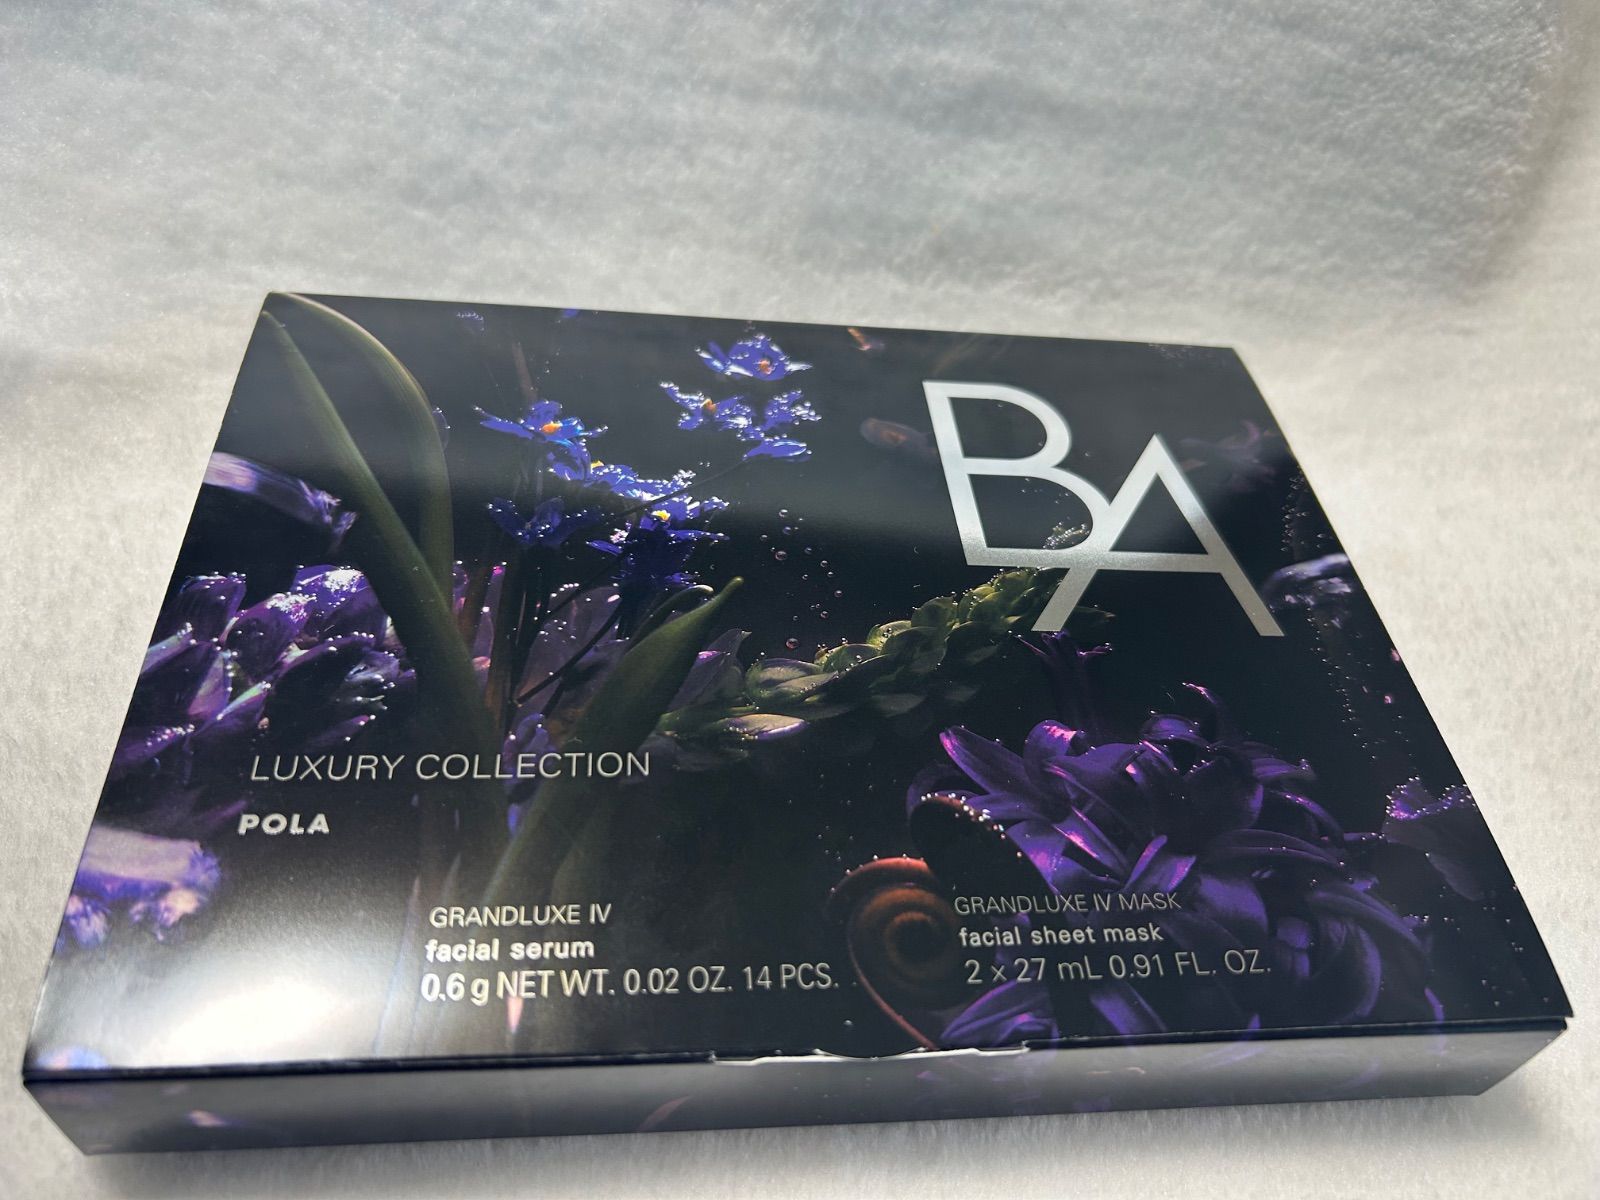 BA
LUXURY COLLECTION
POLA
GRANDLUXE IV
facial serum
0.6 g NET WT. 0.02 OZ. 14 PCS.
GRANDLUXE IV MASK
facial sheet mask
2 x 27 mL 0.91 FL. OZ.